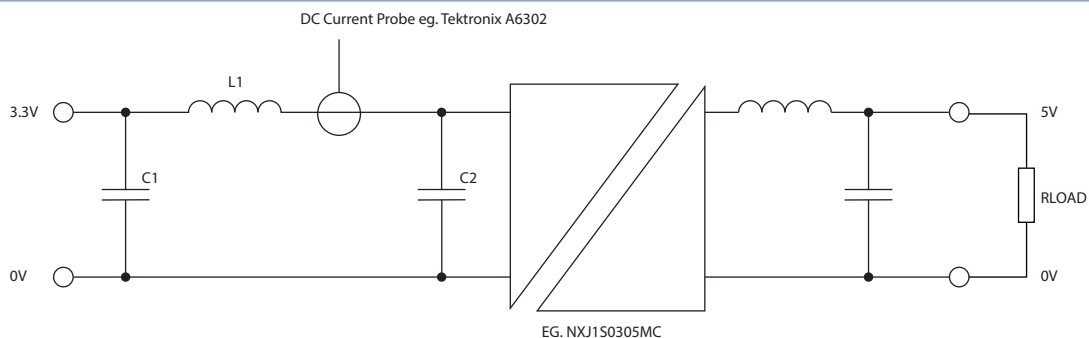 DC Current Probe eg. Tektronix A6302
L1
3.3V
5V
C1
C2
RLOAD
0V
0V
EG. NXJ1S0305MC